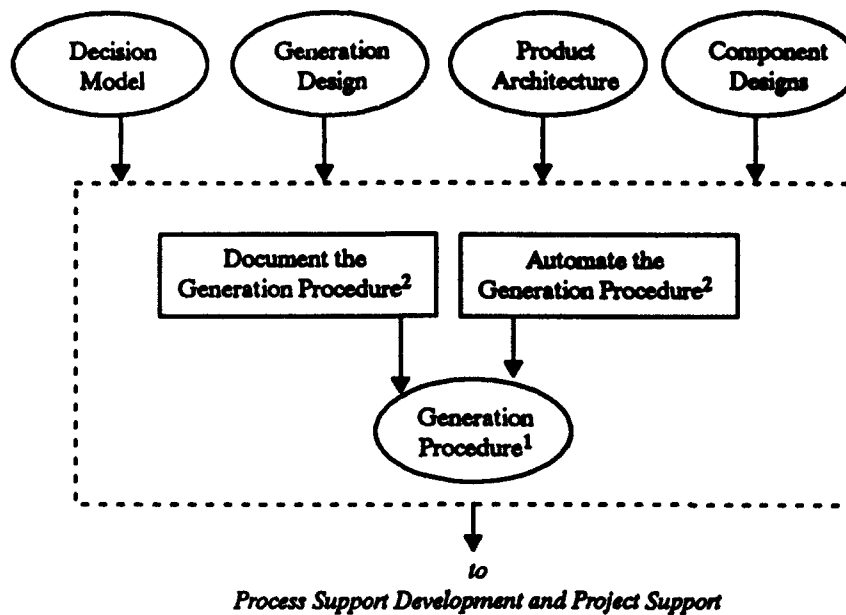 Decision
Model
Generation
Design
Product
Architecture
Component
Designs
Document the
Generation Procedure²
Automate the
Generation Procedure²
Generation
Procedure¹
to
Process Support Development and Project Support